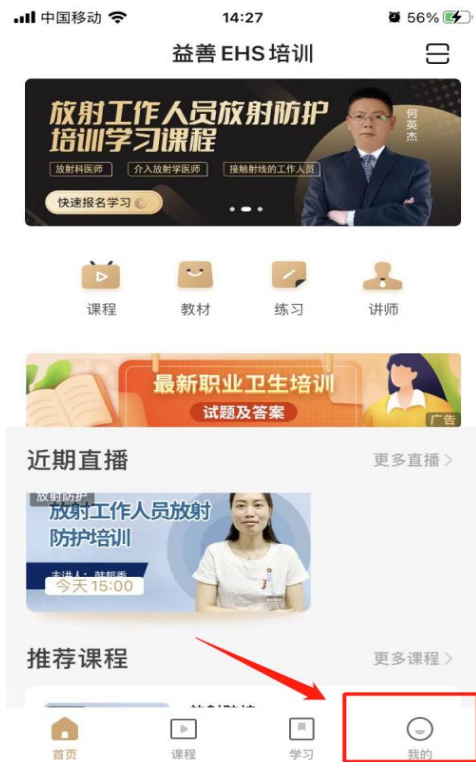 中国移动
14:27
56%
益善EHS培训
放射工作人员放射防护
培训学习课程
何英杰
放射科医师
介入放射学医师
接触射线的工作人员
快速报名学习
课程
教材
练习
讲师
最新职业卫生培训
试题及答案
广告
近期直播
更多直播
放射防护
放射工作人员放射
防护培训
今天15:00
推荐课程
更多课程
首页
课程
学习
我的